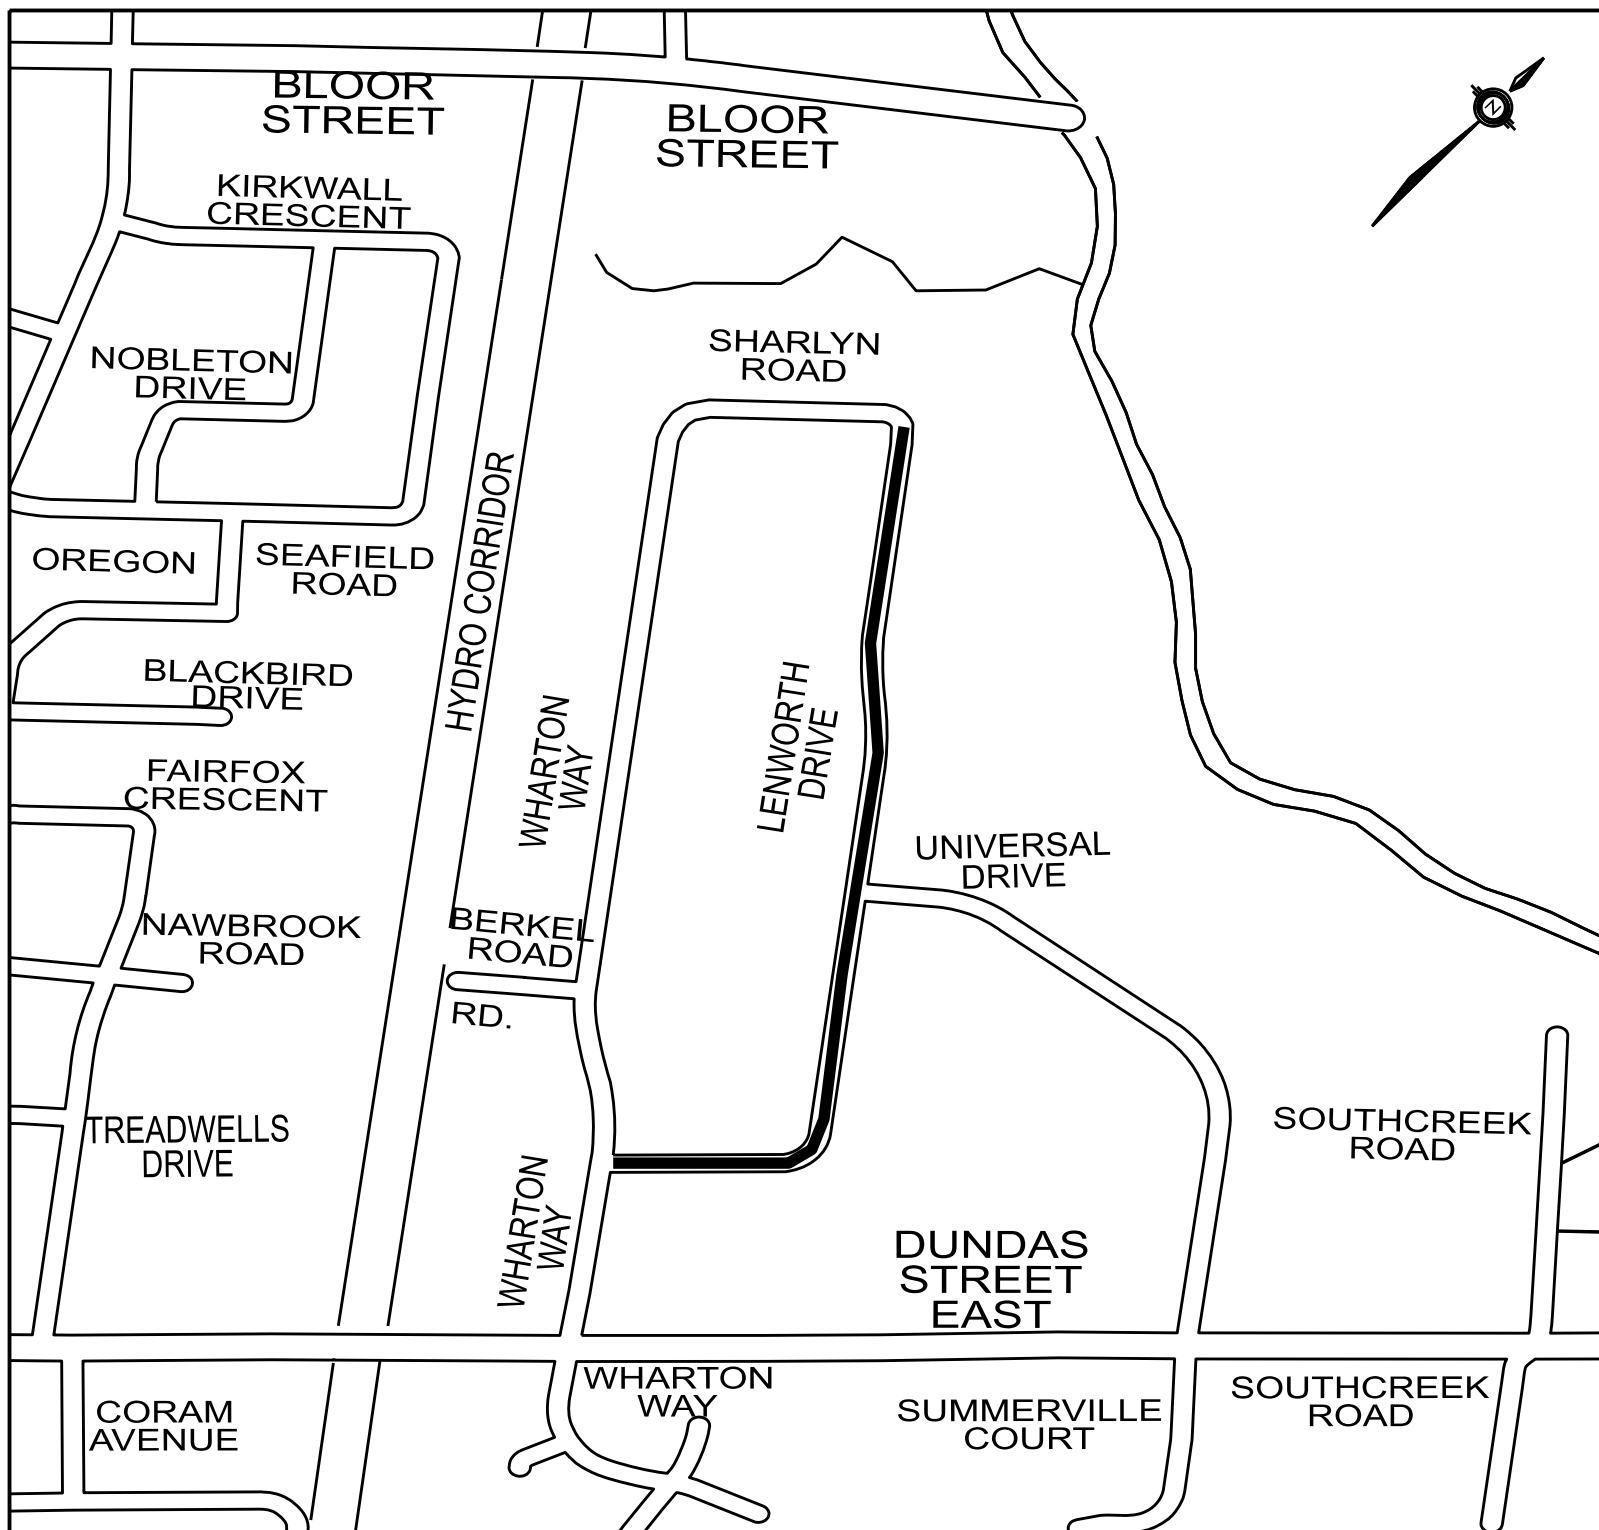 BLOOR
STREET
BLOOR
STREET
N
KIRKWALL
CRESCENT
SHARLYN
ROAD
NOBLETON
DRIVE
HYDRO CORRIDOR
OREGON
SEAFIELD
ROAD
BLACKBIRD
DRIVE
WHARTON
WAY
LENWORTH
DRIVE
FAIRFOX
CRESCENT
UNIVERSAL
DRIVE
NAWBROOK
ROAD
BERKEL
ROAD
RD.
TREADWELLS
DRIVE
SOUTHCREEK
ROAD
WHARTON
WAY
DUNDAS
STREET
EAST
WHARTON
WAY
SOUTHCREEK
ROAD
CORAM
AVENUE
SUMMERVILLE
COURT